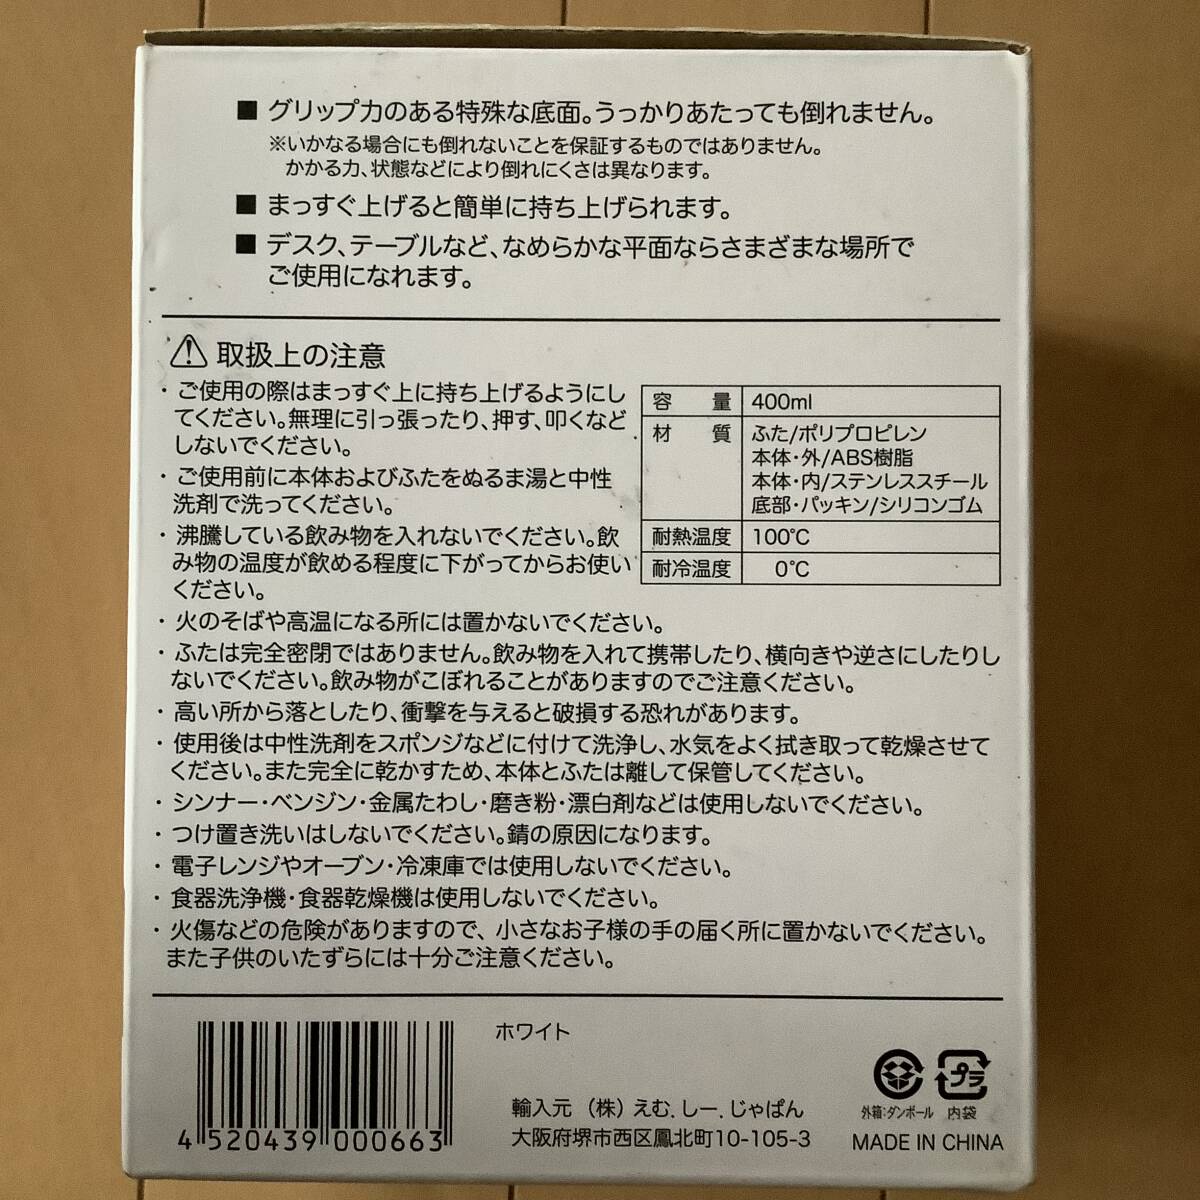 ■ グリップ力のある特殊な底面。うっかりあたっても倒れません。
※いかなる場合にも倒れないことを保証するものではありません。
かかる力、状態などにより倒れにくさは異なります。
■ まっすぐ上げると簡単に持ち上げられます。
■ デスク、テーブルなど、なめらかな平面ならさまざまな場所で
ご使用になれます。
取扱上の注意
・ご使用の際はまっすぐ上に持ち上げるようにし
てください。無理に引っ張ったり、押す、叩くなど
しないでください。
・ご使用前に本体およびふたをぬるま湯と中性
洗剤で洗ってください。
・沸騰している飲み物を入れないでください。飲
み物の温度が飲める程度に下がってからお使い
ください。
容量 400ml
材質 ふた/ポリプロピレン
本体・外/ABS樹脂
本体・内/ステンレススチール
底部・パッキン/シリコンゴム
耐熱温度 100℃
耐冷温度 0℃
・火のそばや高温になる所には置かないでください。
・ふたは完全密閉ではありません。飲み物を入れて携帯したり、横向きや逆さにしたりし
ないでください。飲み物がこぼれることがありますのでご注意ください。
・高い所から落としたり、衝撃を与えると破損する恐れがあります。
・使用後は中性洗剤をスポンジなどに付けて洗浄し、水気をよく拭き取って乾燥させて
ください。また完全に乾かすため、本体とふたは離して保管してください。
・シンナー・ベンジン・金属たわし・磨き粉・漂白剤などは使用しないでください。
・つけ置き洗いはしないでください。錆の原因になります。
・電子レンジやオーブン・冷凍庫では使用しないでください。
・食器洗浄機・食器乾燥機は使用しないでください。
・火傷などの危険がありますので、小さなお子様の手の届く所に置かないでください。
また子供のいたずらには十分ご注意ください。
ホワイト
4 520439 000663
輸入元 (株) えむ.しー.じゃぱん
大阪府堺市西区鳳北町10-105-3
プラ
外箱:ダンボール 内袋
MADE IN CHINA